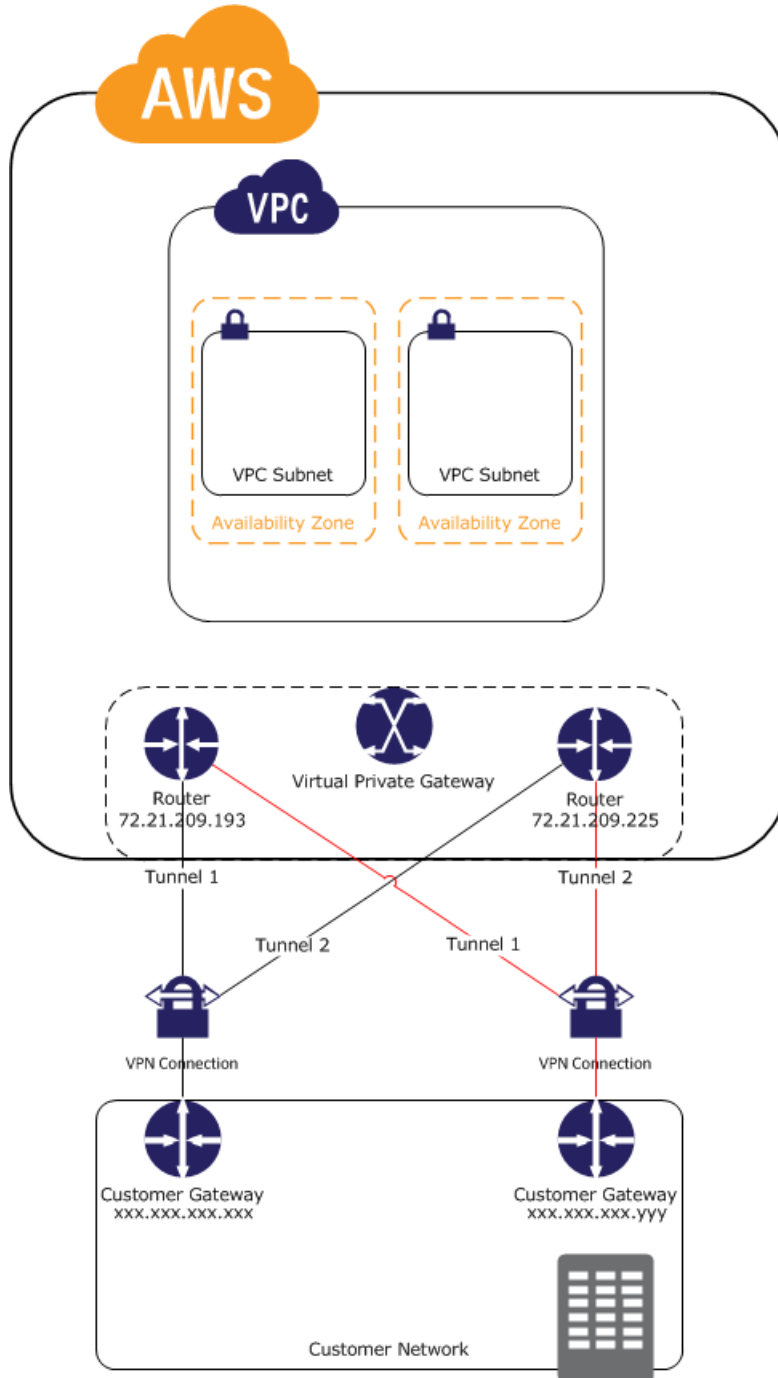 AWS
VPC
VPC Subnet
VPC Subnet
Availability Zone
Availability Zone
Virtual Private Gateway
Router
72.21.209.193
Router
72.21.209.225
Tunnel 1
Tunnel 2
Tunnel 2
Tunnel 1
VPN Connection
VPN Connection
Customer Gateway
xxx.xxx.xxx.xxx
Customer Gateway
xxx.xxx.xxx.yyy
Customer Network